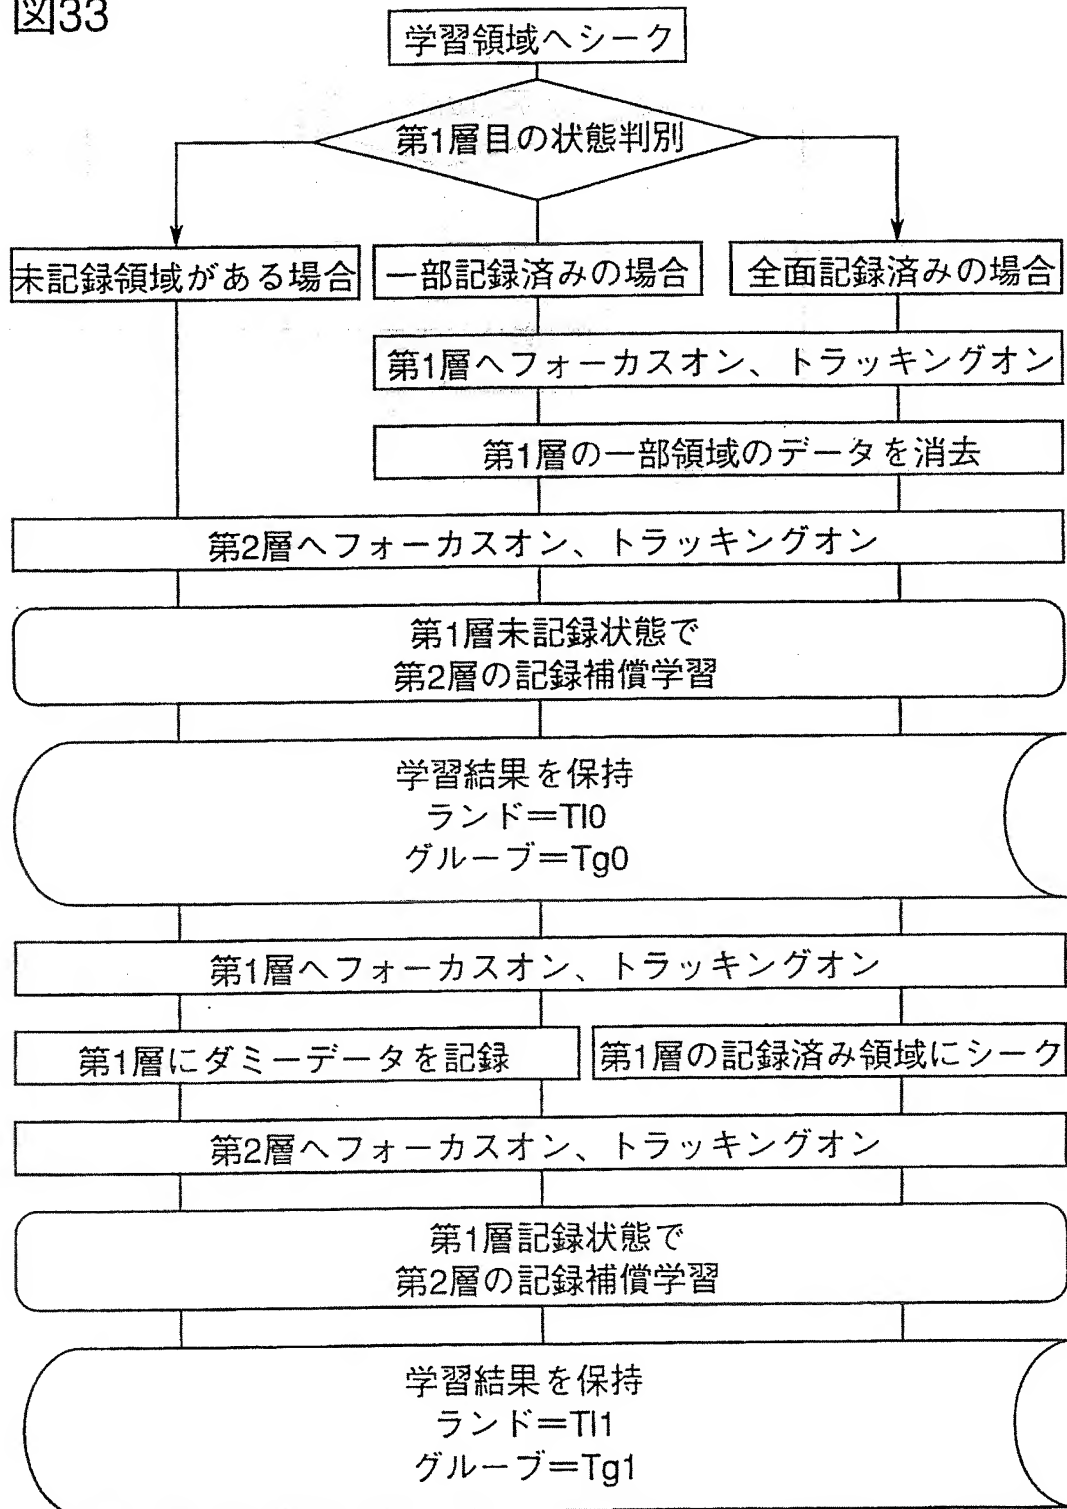 図33
学習領域へシーク
第1層目の状態判別
未記録領域がある場合
一部記録済みの場合
全面記録済みの場合
第1層へフォーカスオン、トラッキングオン
第1層の一部領域のデータを消去
第2層へフォーカスオン、トラッキングオン
第1層未記録状態で
第2層の記録補償学習
学習結果を保持
ランド＝Tl0
グルーブ＝Tg0
第1層へフォーカスオン、トラッキングオン
第1層にダミーデータを記録
第1層の記録済み領域にシーク
第2層へフォーカスオン、トラッキングオン
第1層記録状態で
第2層の記録補償学習
学習結果を保持
ランド＝Tl1
グルーブ＝Tg1